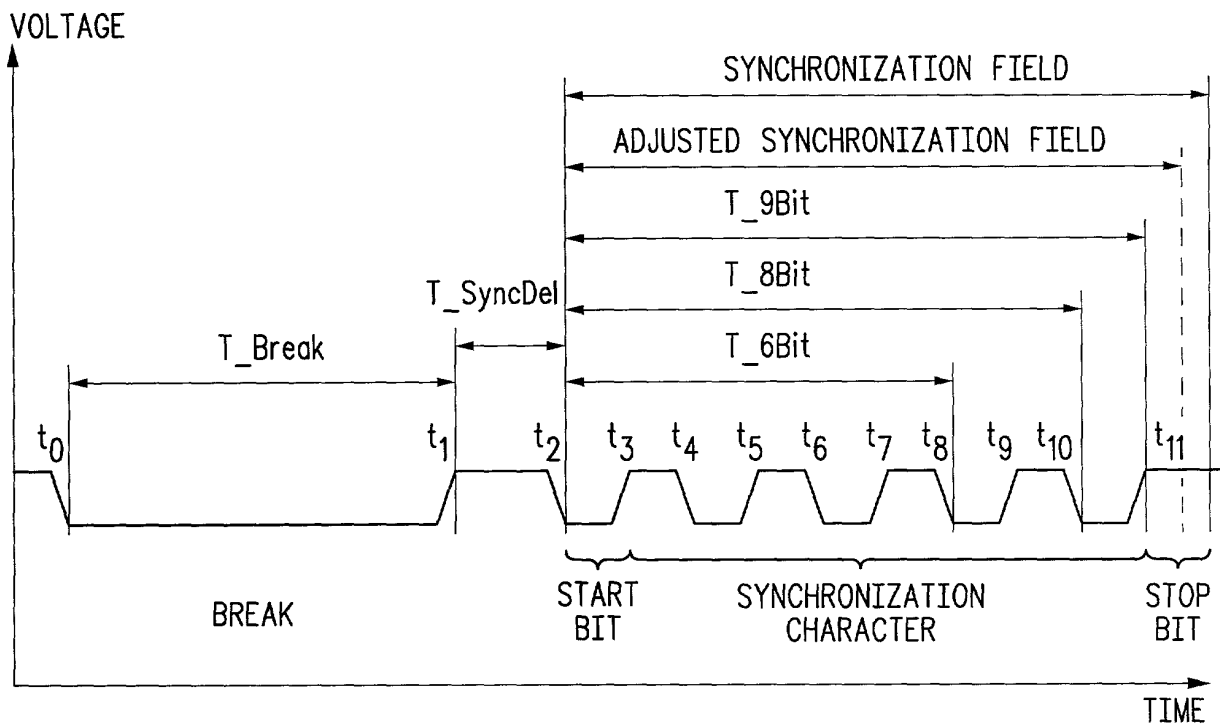 VOLTAGE
SYNCHRONIZATION FIELD
ADJUSTED SYNCHRONIZATION FIELD
T_9Bit
T_8Bit
T_SyncDel
T_Break
T_6Bit
t0 t1 t2 t3 t4 t5 t6 t7 t8 t9 t10 t11
BREAK
START
BIT
SYNCHRONIZATION
CHARACTER
STOP
BIT
TIME